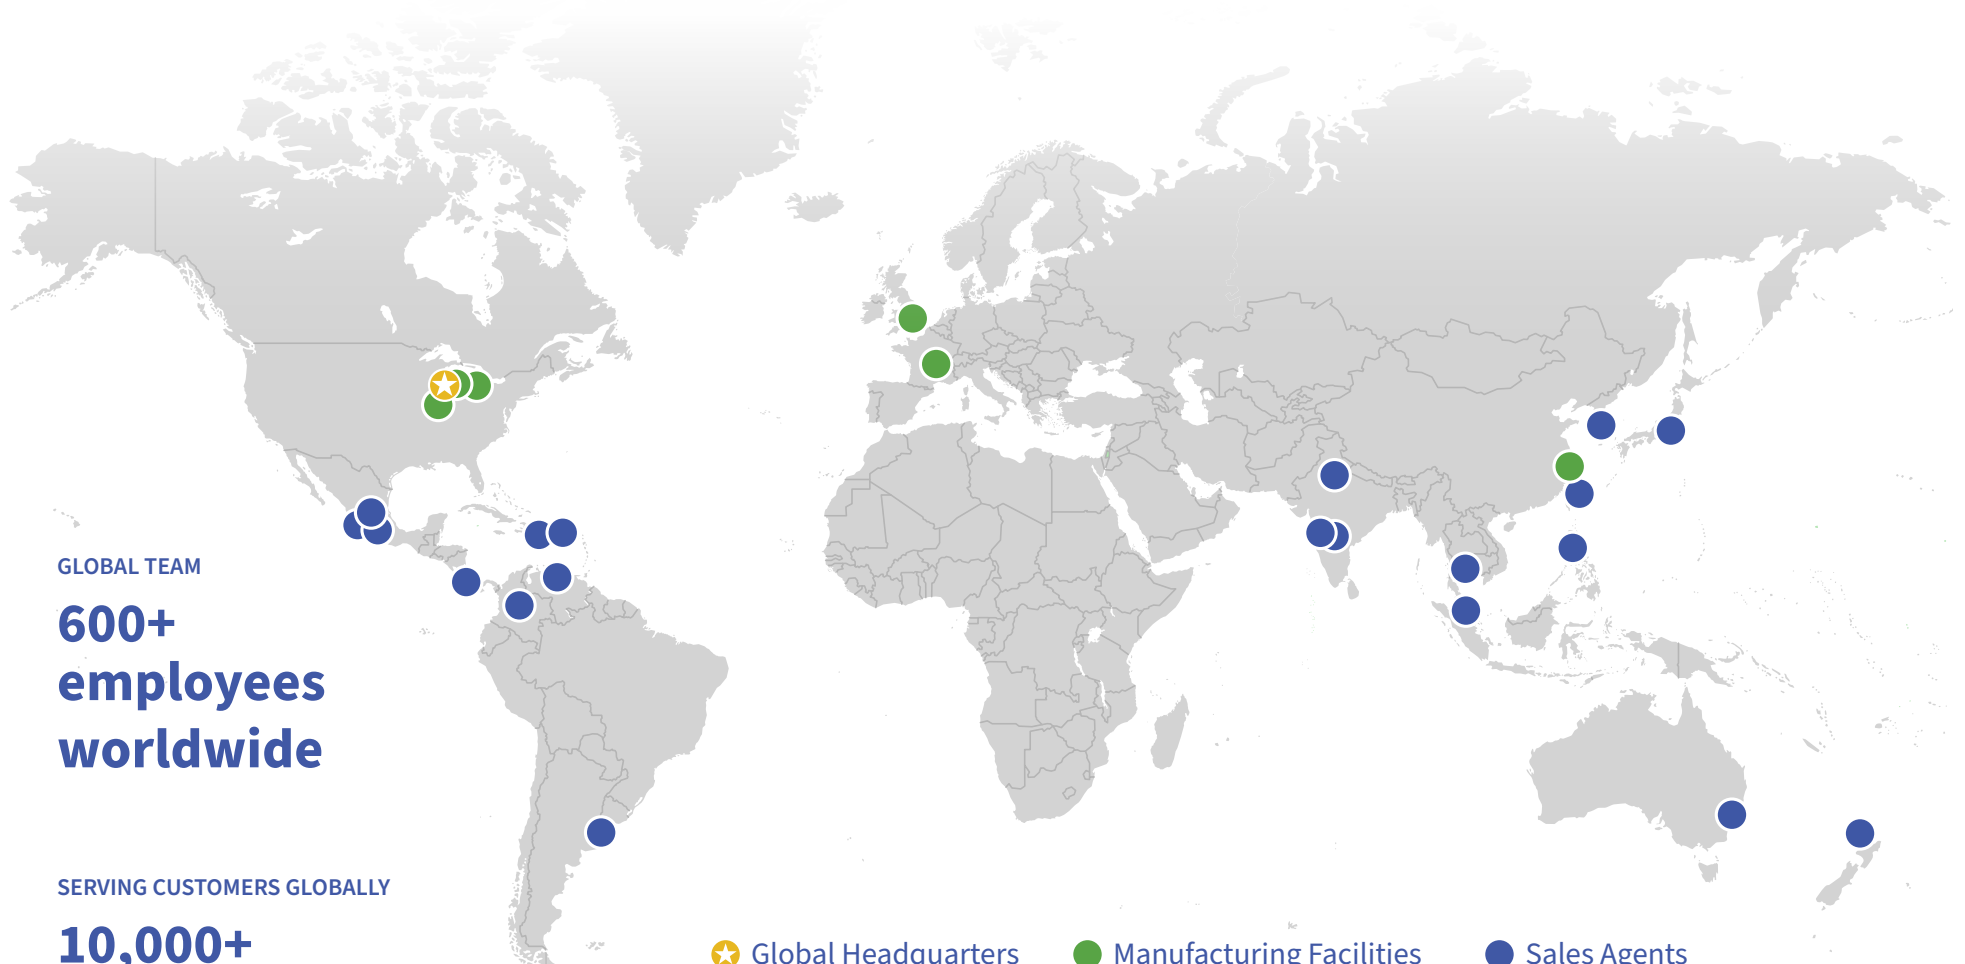 GLOBAL TEAM
600+
employees
worldwide
SERVING CUSTOMERS GLOBALLY
10,000+
Global Headquarters
Manufacturing Facilities
Sales Agents